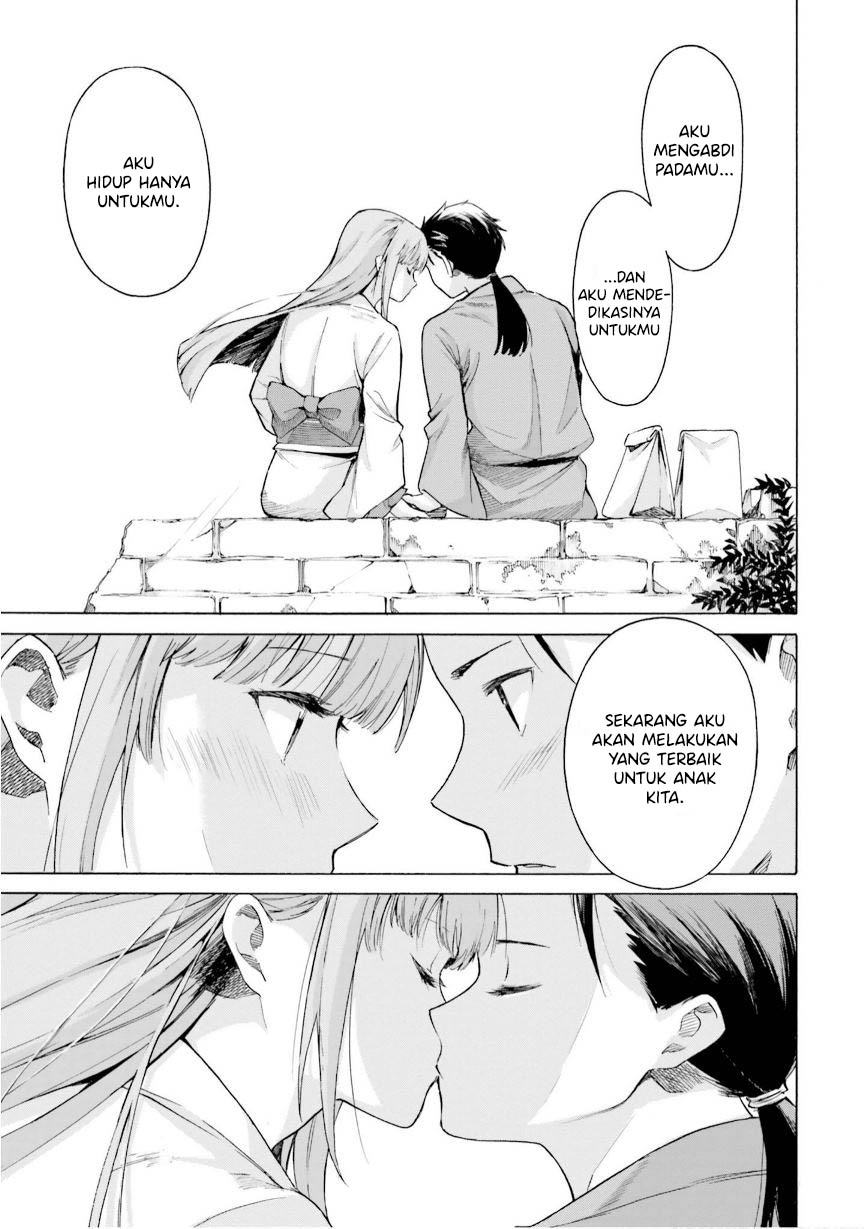 AKU
MENGABDI
PADAMU...
...DAN
AKU MENDE-
DIKASINYA
UNTUKMU
AKU
HIDUP HANYA
UNTUKMU.
SEKARANG AKU
AKAN MELAKUKAN
YANG TERBAIK
UNTUK ANAK
KITA.